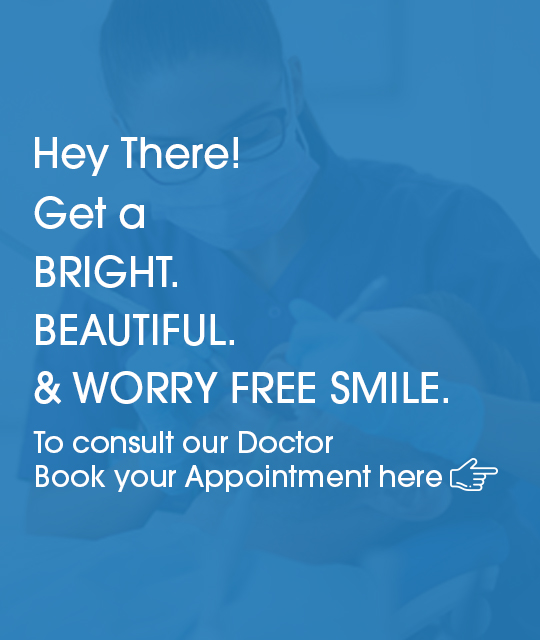 Hey There!
Get a
BRIGHT.
BEAUTIFUL.
& WORRY FREE SMILE.
To consult our Doctor
Book your Appointment here